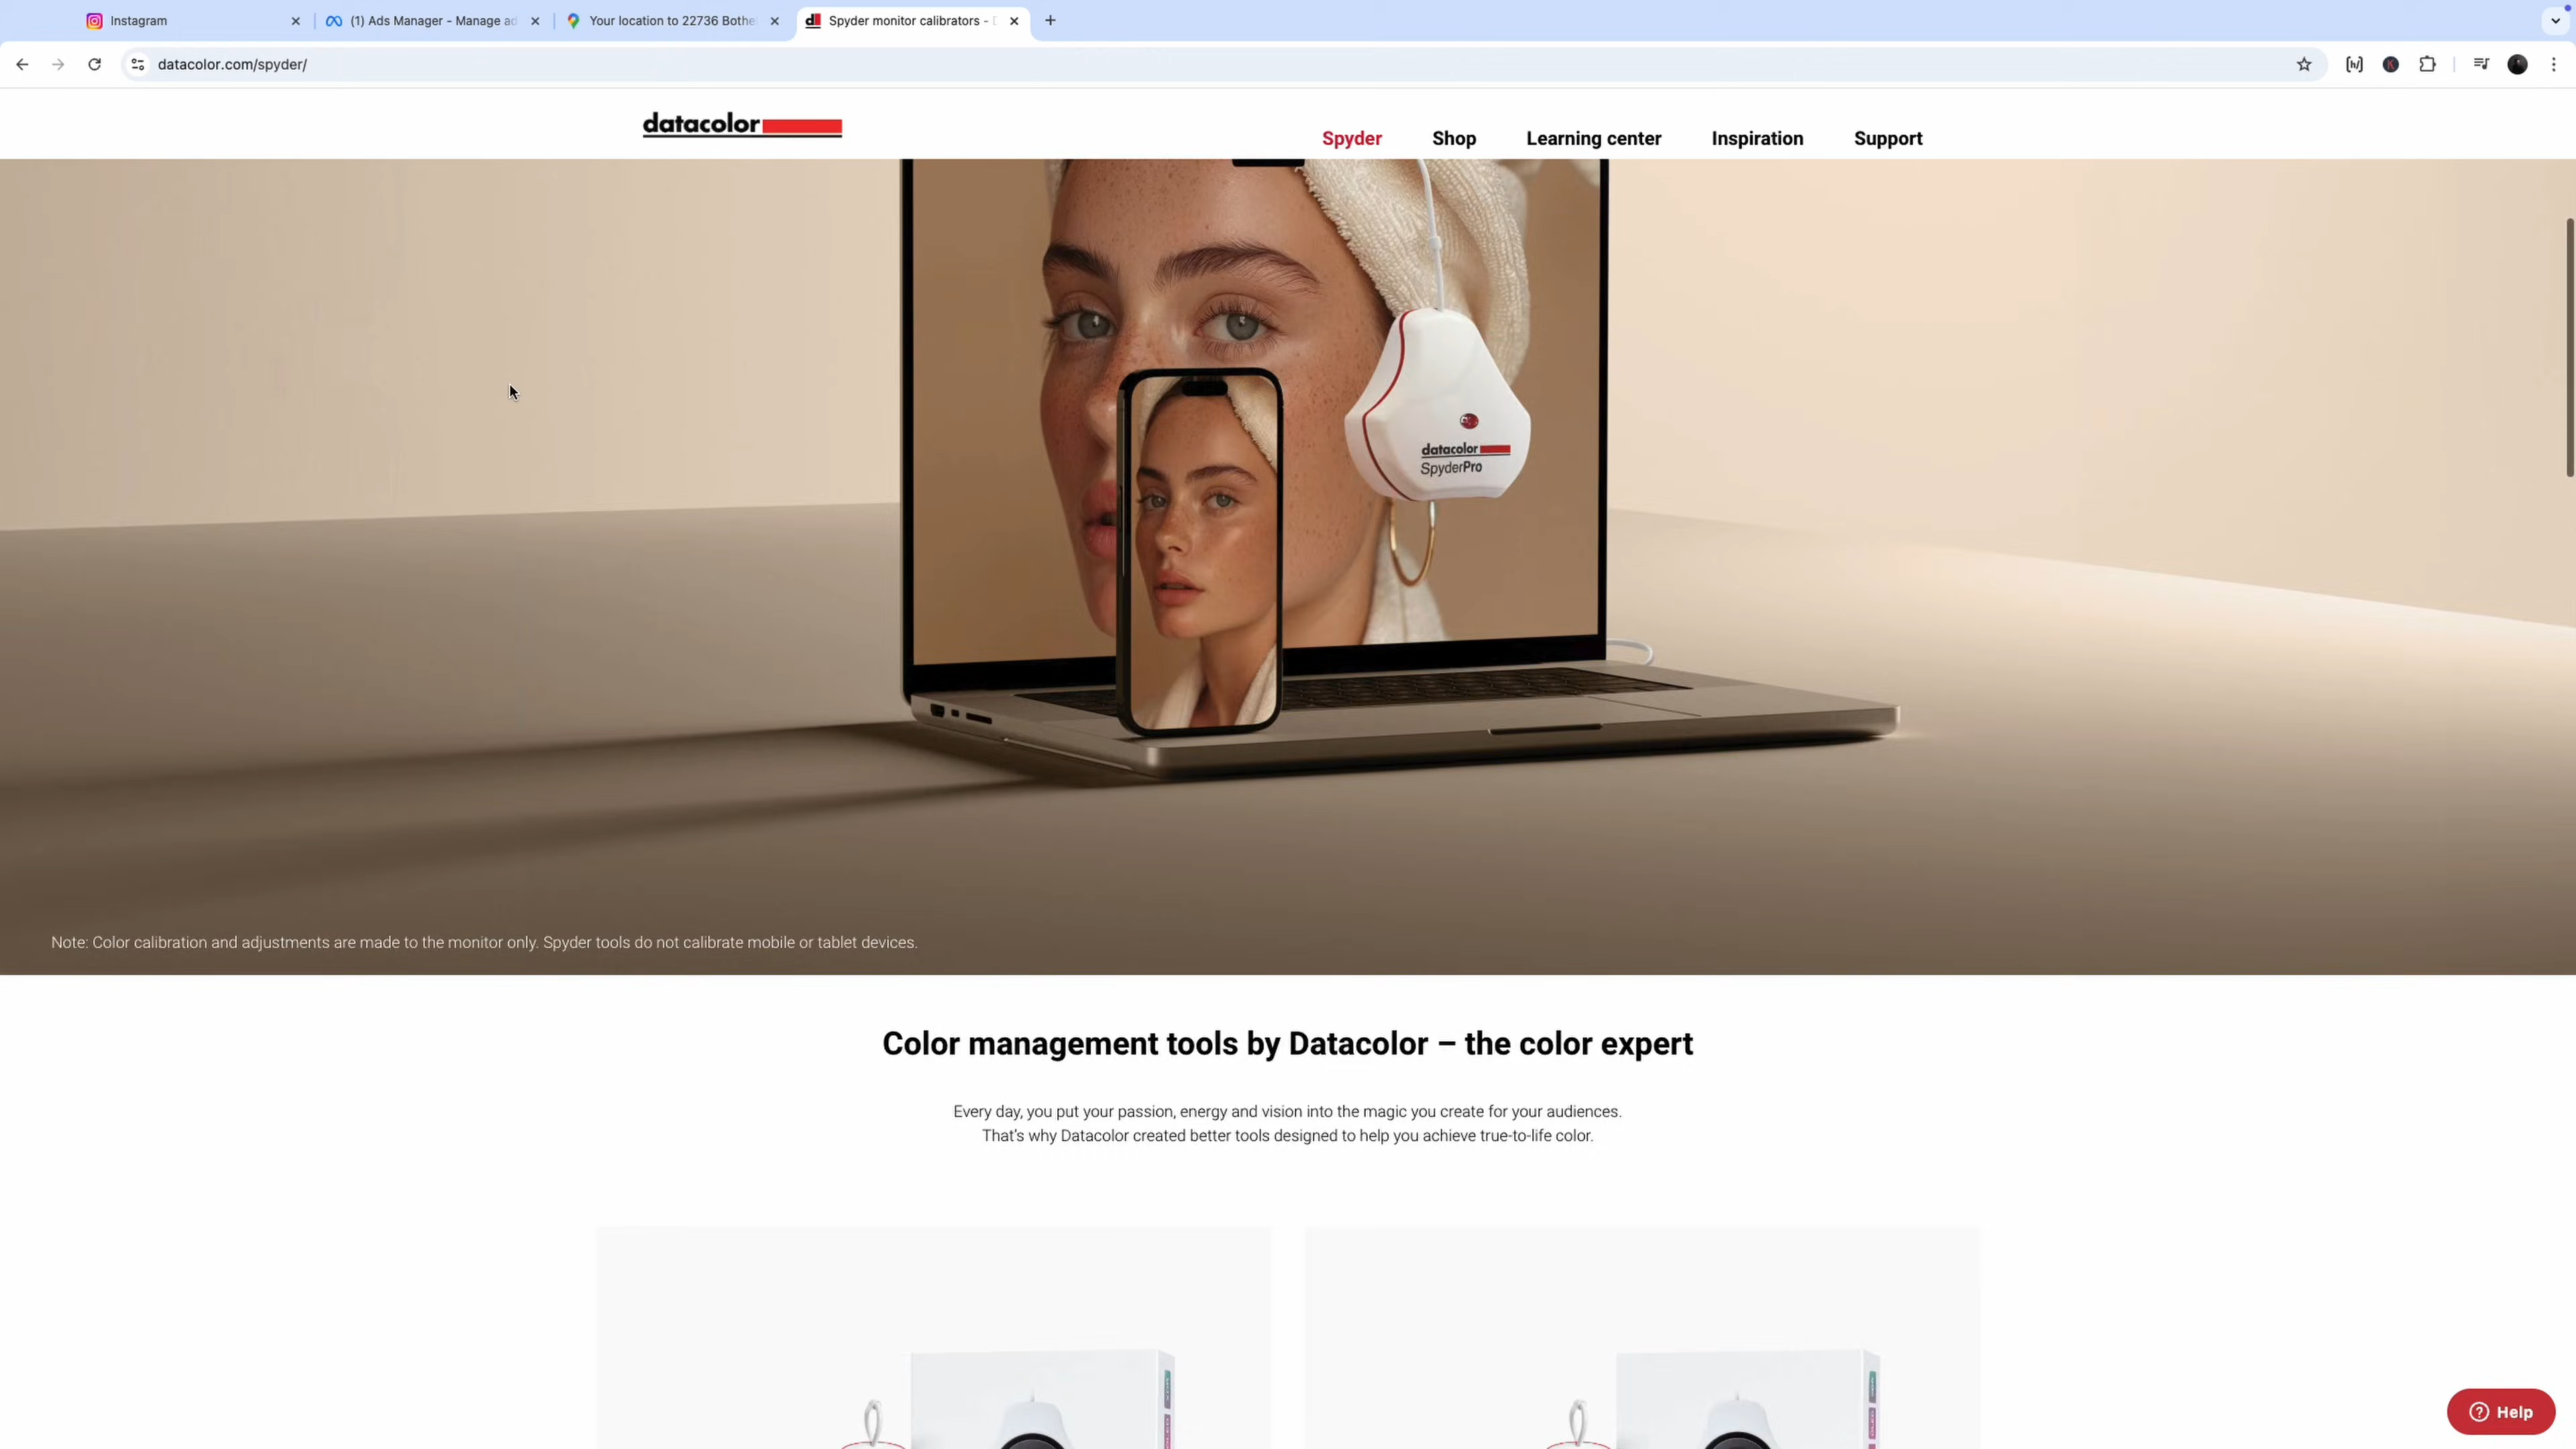 Instagram
(1) Ads Manager - Manage ad
Your location to 22736 Bothe
Spyder monitor calibrators -
datacolor.com/spyder/
datacolor
Spyder
Shop
Learning center
Inspiration
Support
datacolor
SpyderPro
Note: Color calibration and adjustments are made to the monitor only. Spyder tools do not calibrate mobile or tablet devices.
Color management tools by Datacolor – the color expert
Every day, you put your passion, energy and vision into the magic you create for your audiences.
That's why Datacolor created better tools designed to help you achieve true-to-life color.
Help